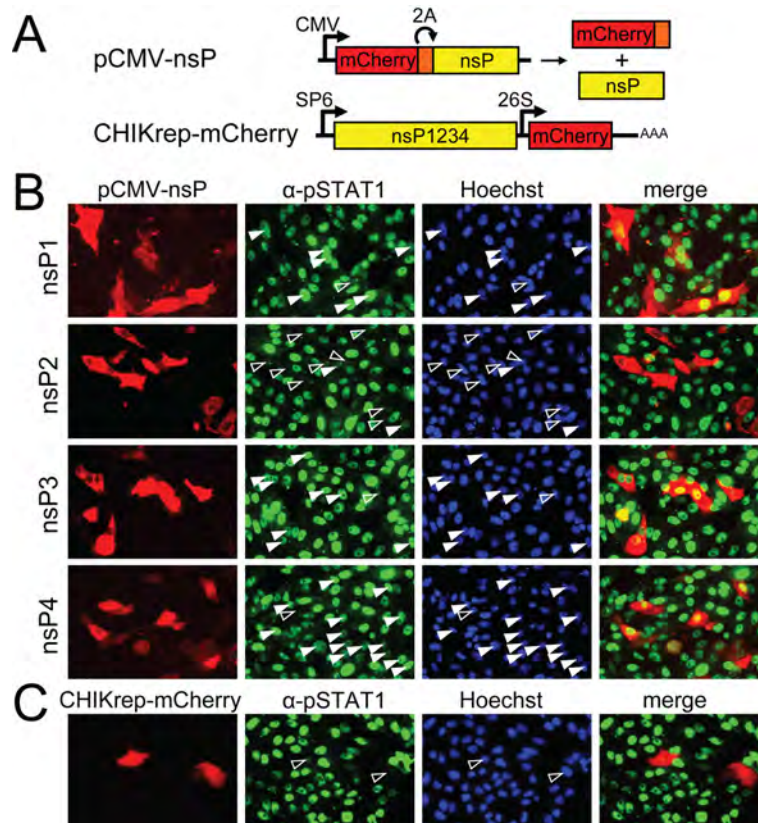 A
CMV
2A
pCMV-nsP
mCherry
nsP
mCherry
+
nsP
SP6
26S
CHIKrep-mCherry
nsP1234
mCherry
AAA
B
pCMV-nsP
α-pSTAT1
Hoechst
merge
nsP1
nsP2
nsP3
nsP4
C
CHIKrep-mCherry
α-pSTAT1
Hoechst
merge